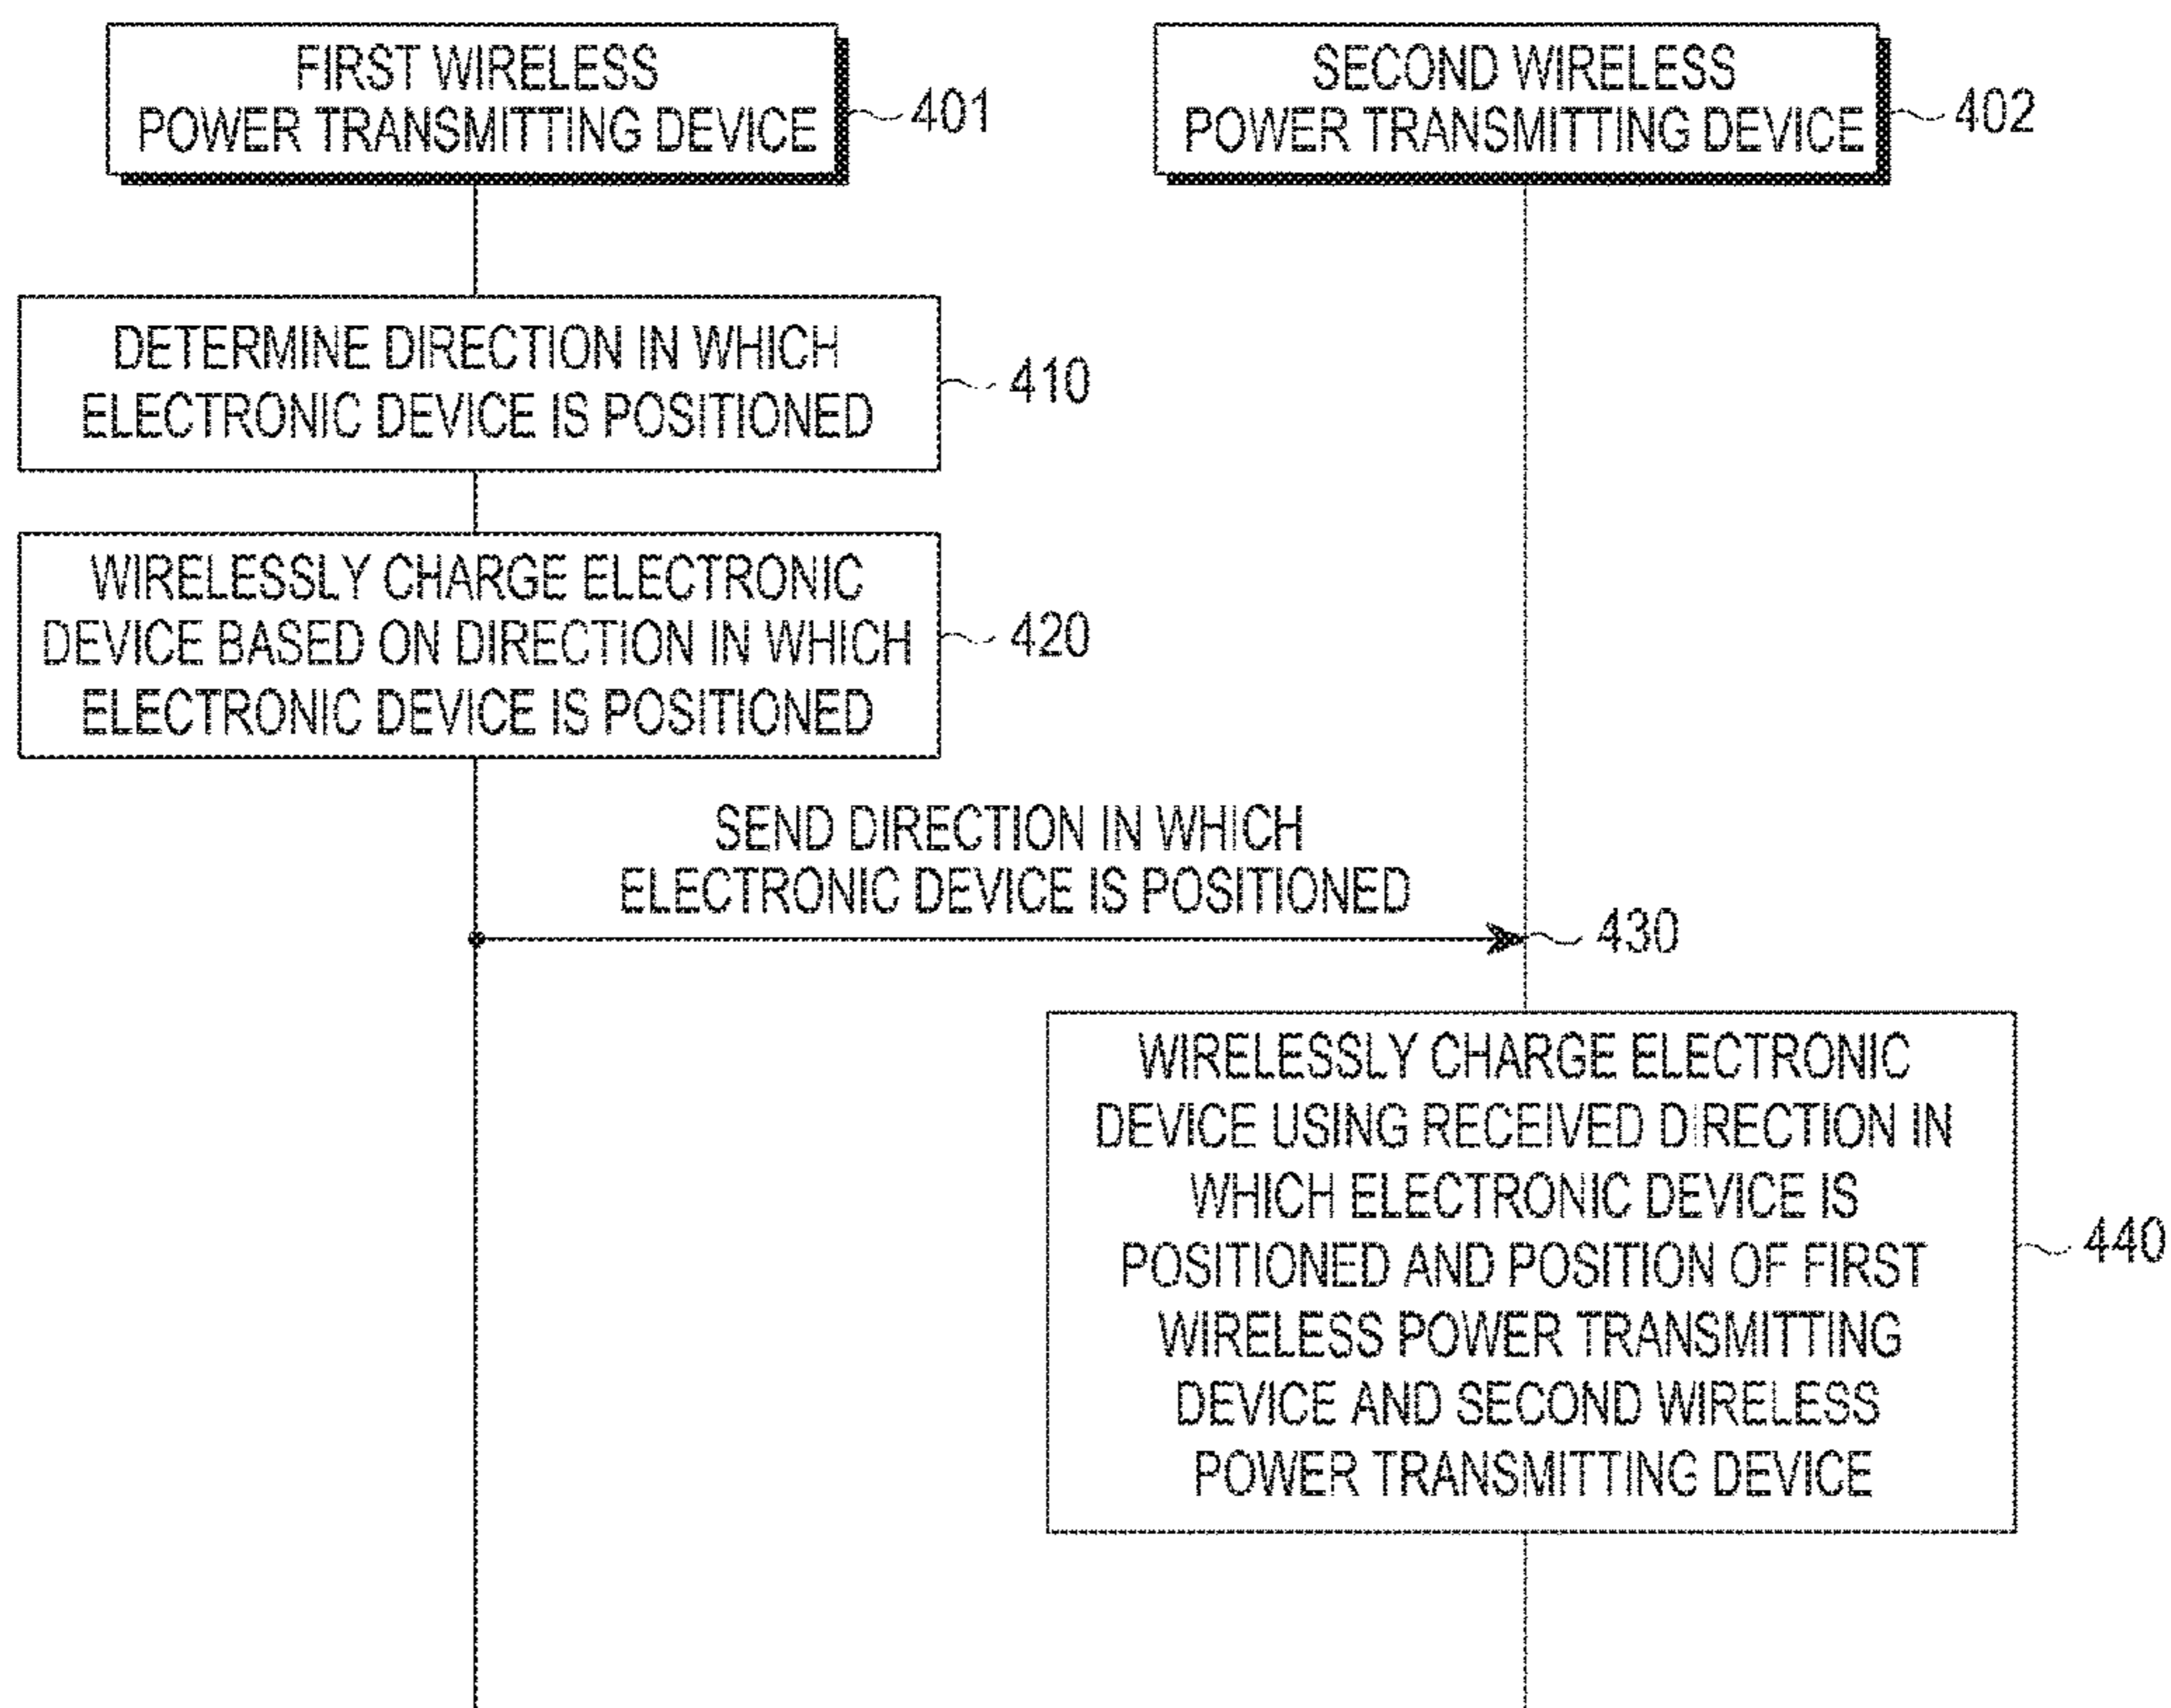 FIRST WIRELESS
POWER TRANSMITTING DEVICE
401
SECOND WIRELESS
POWER TRANSMITTING DEVICE
402
DETERMINE DIRECTION IN WHICH
ELECTRONIC DEVICE IS POSITIONED
410
WIRELESSLY CHARGE ELECTRONIC
DEVICE BASED ON DIRECTION IN WHICH
ELECTRONIC DEVICE IS POSITIONED
420
SEND DIRECTION IN WHICH
ELECTRONIC DEVICE IS POSITIONED
430
WIRELESSLY CHARGE ELECTRONIC
DEVICE USING RECEIVED DIRECTION IN
WHICH ELECTRONIC DEVICE IS
POSITIONED AND POSITION OF FIRST
WIRELESS POWER TRANSMITTING
DEVICE AND SECOND WIRELESS
POWER TRANSMITTING DEVICE
440